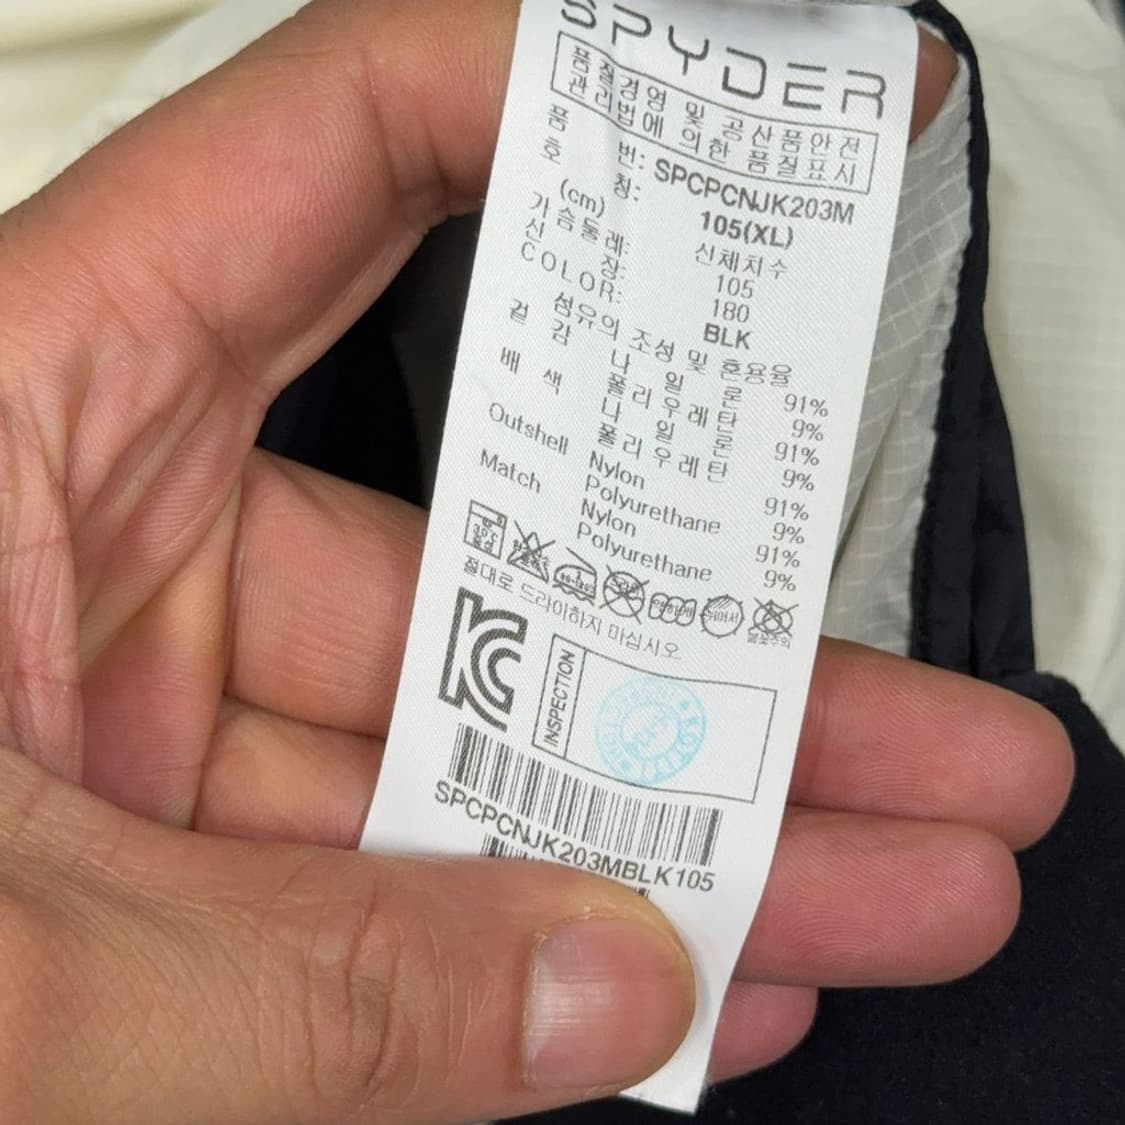 SPYDER
품질경영 및 공산품안전
관리법에 의한 품질표시
품 번: SPCPCNJK203M
호 칭: 105(XL)
(cm) 신체치수
가슴둘레: 105
신 장: 180
COLOR: BLK
섬유의 조성 및 혼용율
겉 감 나 일 론 91%
폴리우레탄 9%
배 색 나 일 론 91%
폴리우레탄 9%
Outshell Nylon 91%
Polyurethane 9%
Match Nylon 91%
Polyurethane 9%
절대로 드라이하지 마십시오
불꽃주의
KC
INSPECTION
SPCPCNJK203MBLK105